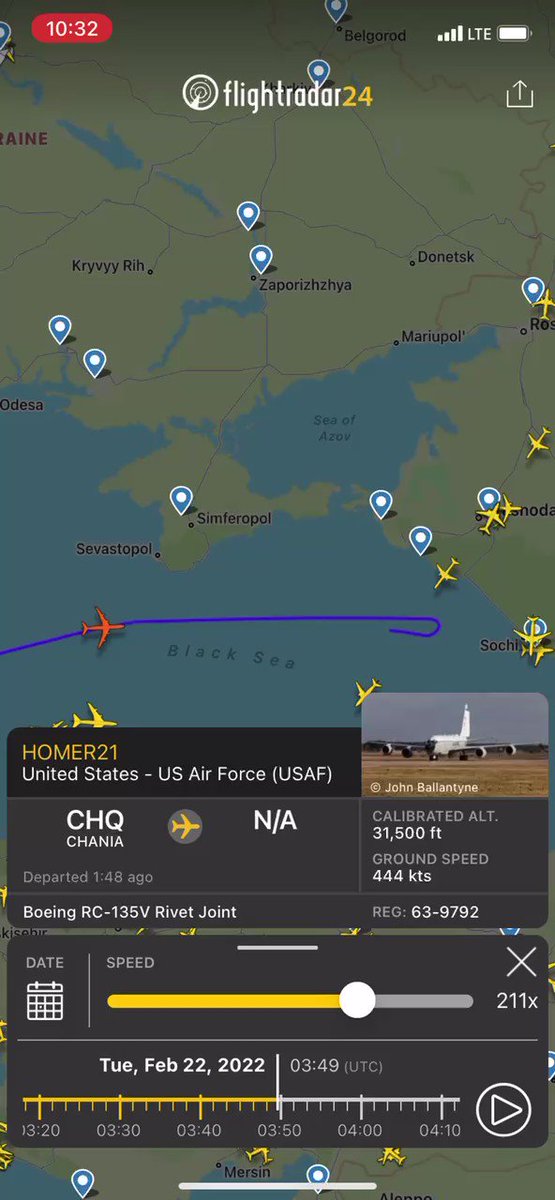 10:32
LTE
Belgorod
flightradar24
RAINE
Kryvyy Rih
Donetsk
Zaporizhzhya
Mariupol'
Ros
Odesa
Sea of
Azov
Simferopol
snoda
Sevastopol
Black Sea
Sochi
HOMER21
United States - US Air Force (USAF)
© John Ballantyne
CHQ
CHANIA
N/A
CALIBRATED ALT.
31,500 ft
GROUND SPEED
444 kts
Departed 1:48 ago
Boeing RC-135V Rivet Joint
REG: 63-9792
DATE
SPEED
211x
Tue, Feb 22, 2022
03:49 (UTC)
03:20 03:30 03:40 03:50 04:00 04:10
Mersin